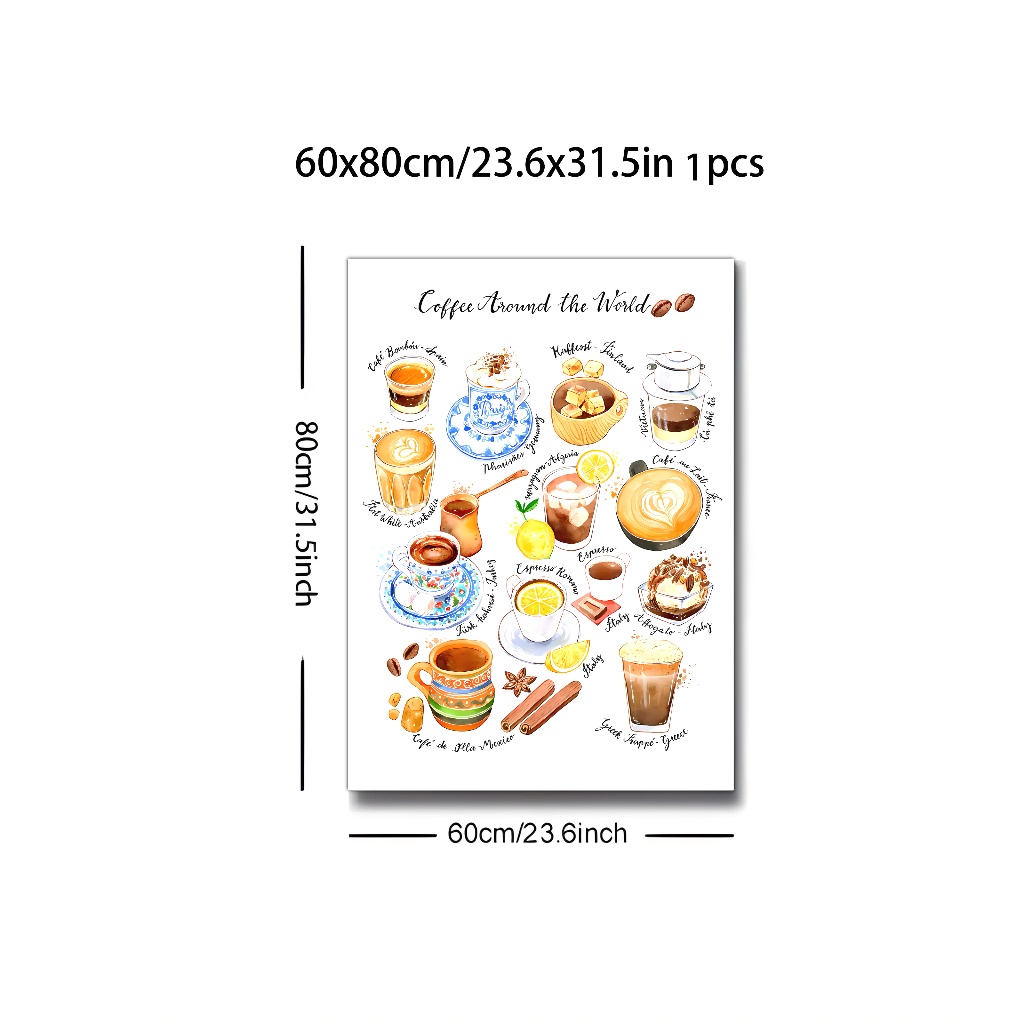 60x80cm/23.6x31.5in 1pcs
80cm/31.5inch
Coffee Around the World
Café Bombón - Spain
Kaffeost - Finland
Vietnam
Cà phê đá
Pharisäer Germany
Flat White - Australia
Mazagran - Algeria
Café au Lait - France
Türk kahvesi - Turkey
Espresso Romano
Italy
Espresso
Italy
Affogato - Italy
Café de Olla - Mexico
Greek Frappé - Greece
60cm/23.6inch